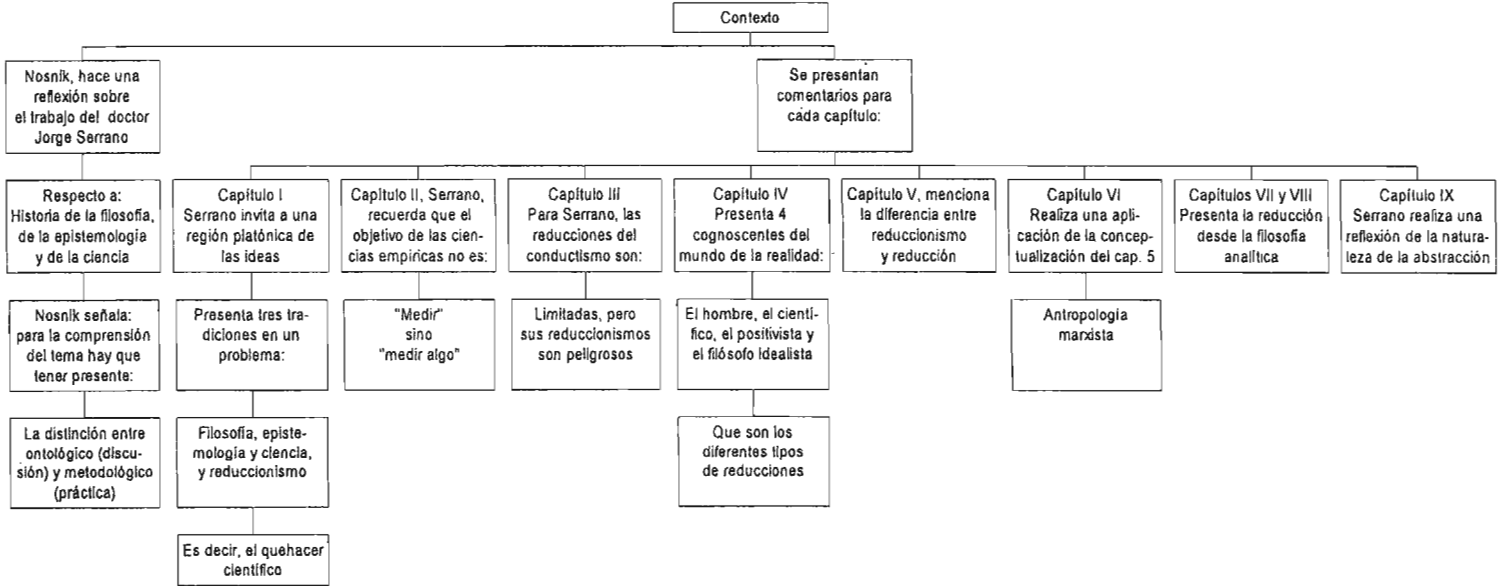 Contexto
Nosnik, hace una
reflexión sobre
el trabajo del doctor
Jorge Serrano
Se presentan
comentarios para
cada capítulo:
Respecto a:
Historia de la filosofía,
de la epistemología
y de la ciencia
Capítulo I
Serrano invita a una
región platónica de
las ideas
Capítulo II, Serrano,
recuerda que el
objetivo de las cien-
cias empíricas no es:
Capítulo III
Para Serrano, las
reducciones del
conductismo son:
Capítulo IV
Presenta 4
cognoscentes del
mundo de la realidad:
Capítulo V, menciona
la diferencia entre
reduccionismo
y reducción
Capítulo VI
Realiza una apli-
cación de la concep-
tualización del cap. 5
Capítulos VII y VIII
Presenta la reducción
desde la filosofía
analítica
Capítulo IX
Serrano realiza una
reflexión de la natura-
leza de la abstracción
Nosnik señala:
para la comprensión
del tema hay que
tener presente:
Presenta tres tra-
diciones en un
problema:
"Medir"
sino
"medir algo"
Limitadas, pero
sus reduccionismos
son peligrosos
El hombre, el cientí-
fico, el positivista y
el filósofo idealista
Antropología
marxista
La distinción entre
ontológico (discu-
sión) y metodológico
(práctica)
Filosofía, episte-
mología y ciencia,
y reduccionismo
Que son los
diferentes tipos
de reducciones
Es decir, el quehacer
científico